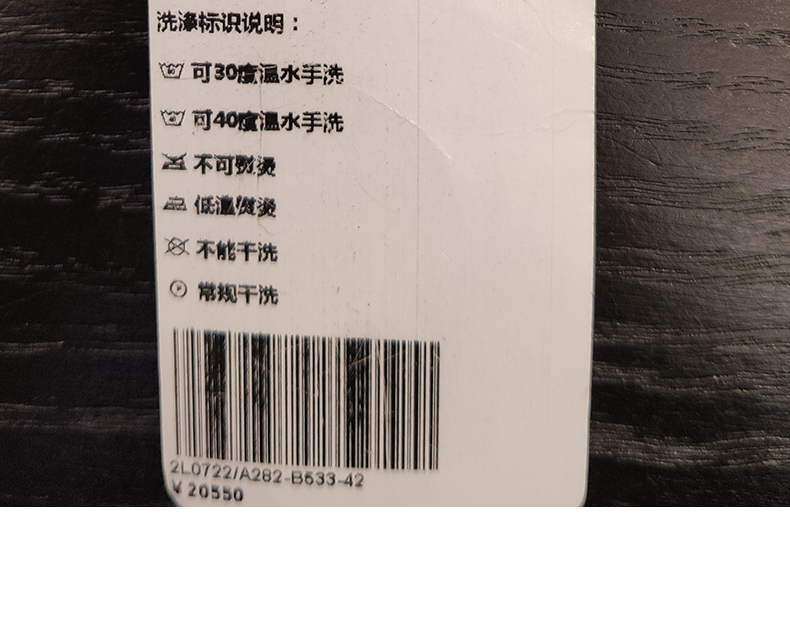 洗涤标识说明：
可30度温水手洗
可40度温水手洗
不可熨烫
低温熨烫
不能干洗
常规干洗
2L0722/A282-B533-42
￥20550